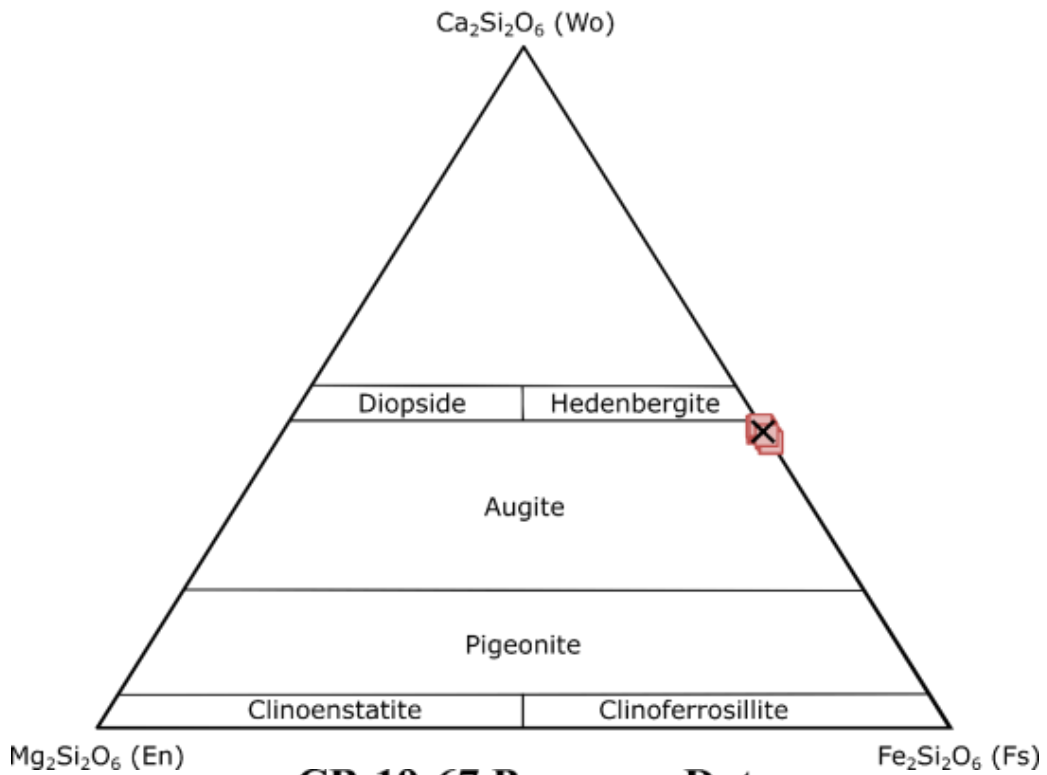 Ca₂Si₂O₆ (Wo)
Diopside
Hedenbergite
Augite
Pigeonite
Clinoenstatite
Clinoferrosillite
Mg₂Si₂O₆ (En)
Fe₂Si₂O₆ (Fs)